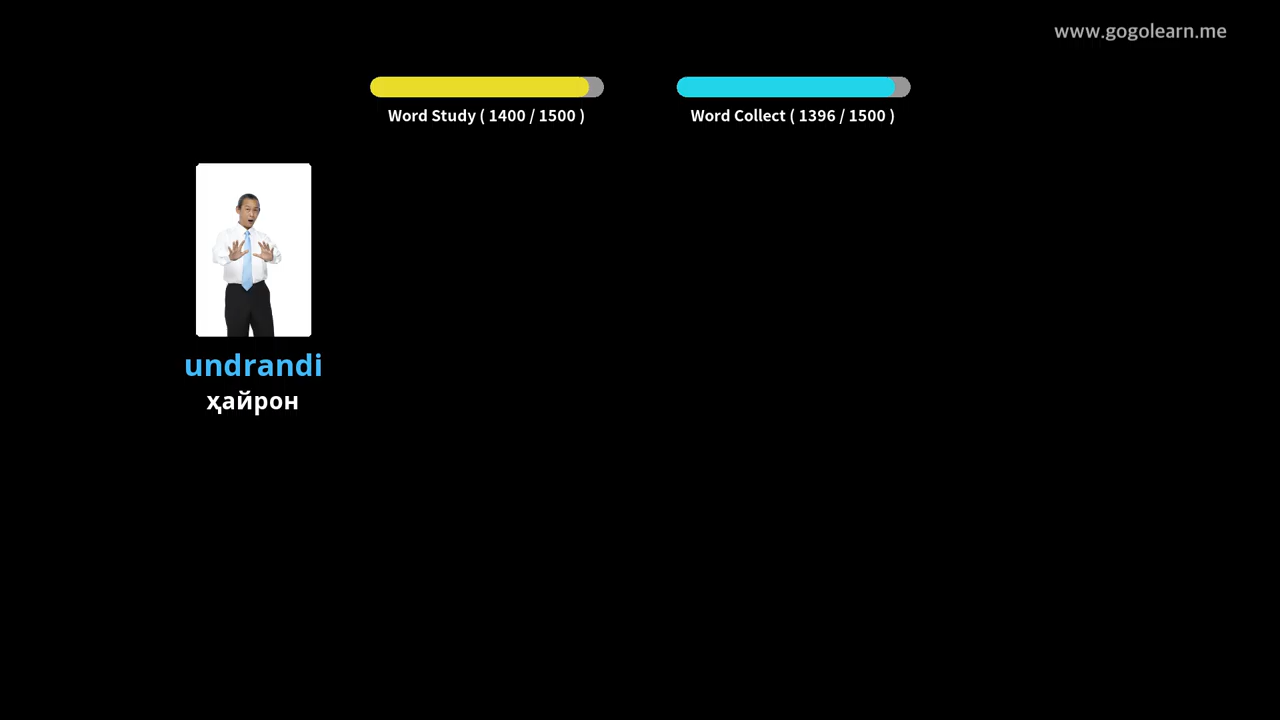 www.gogolearn.me
Word Study ( 1400 / 1500 )
Word Collect ( 1396 / 1500 )
undrandi
ҳайрон